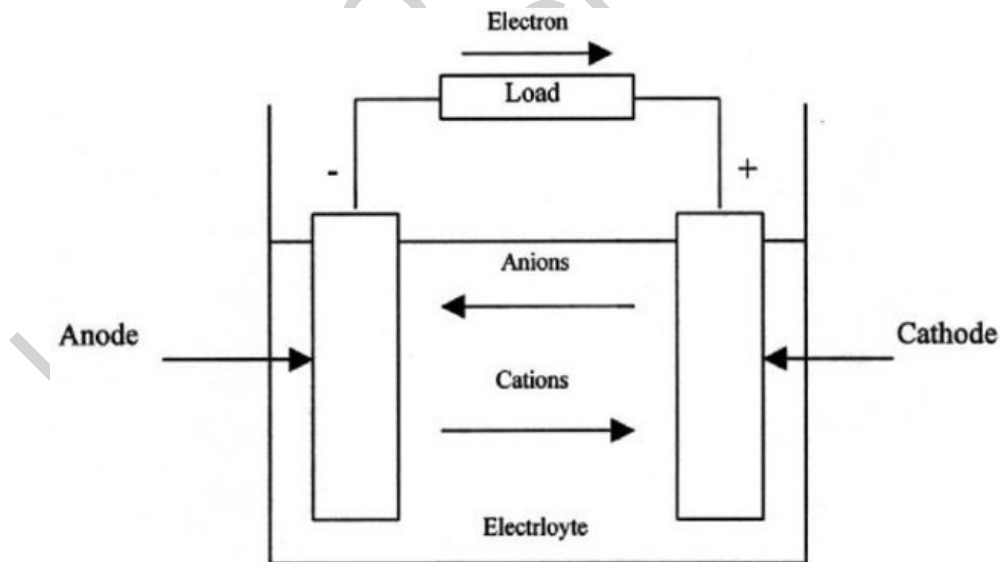 Electron
Load
-
+
Anions
Anode
Cathode
Cations
Electrloyte